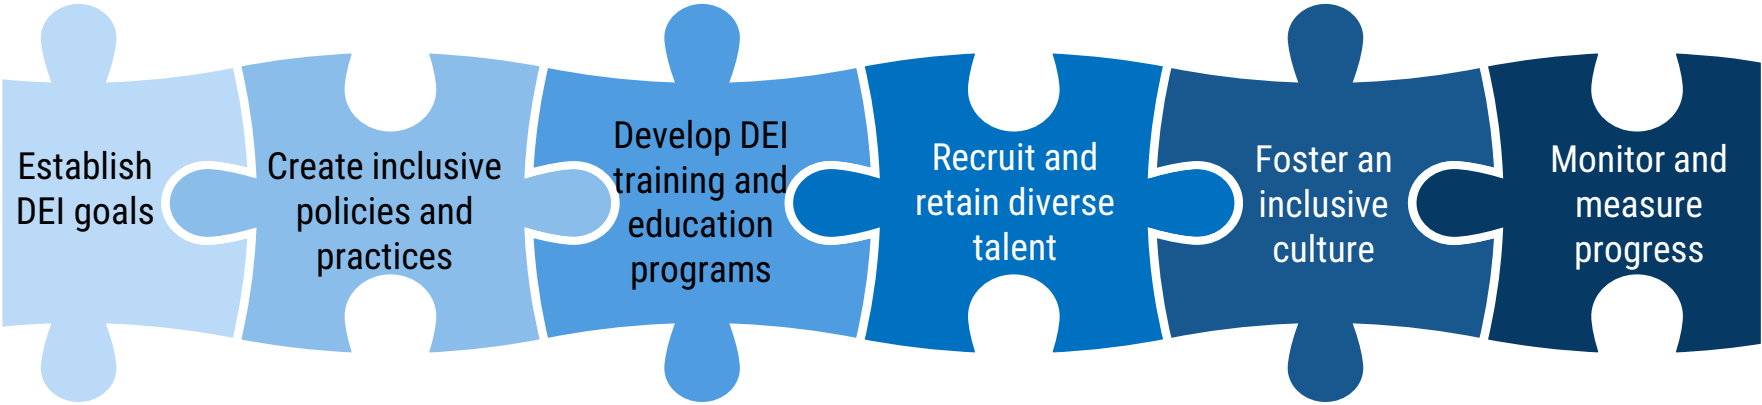 Establish
DEI goals
Create inclusive
policies and
practices
Develop DEI
training and
education
programs
Recruit and
retain diverse
talent
Foster an
inclusive
culture
Monitor and
measure
progress